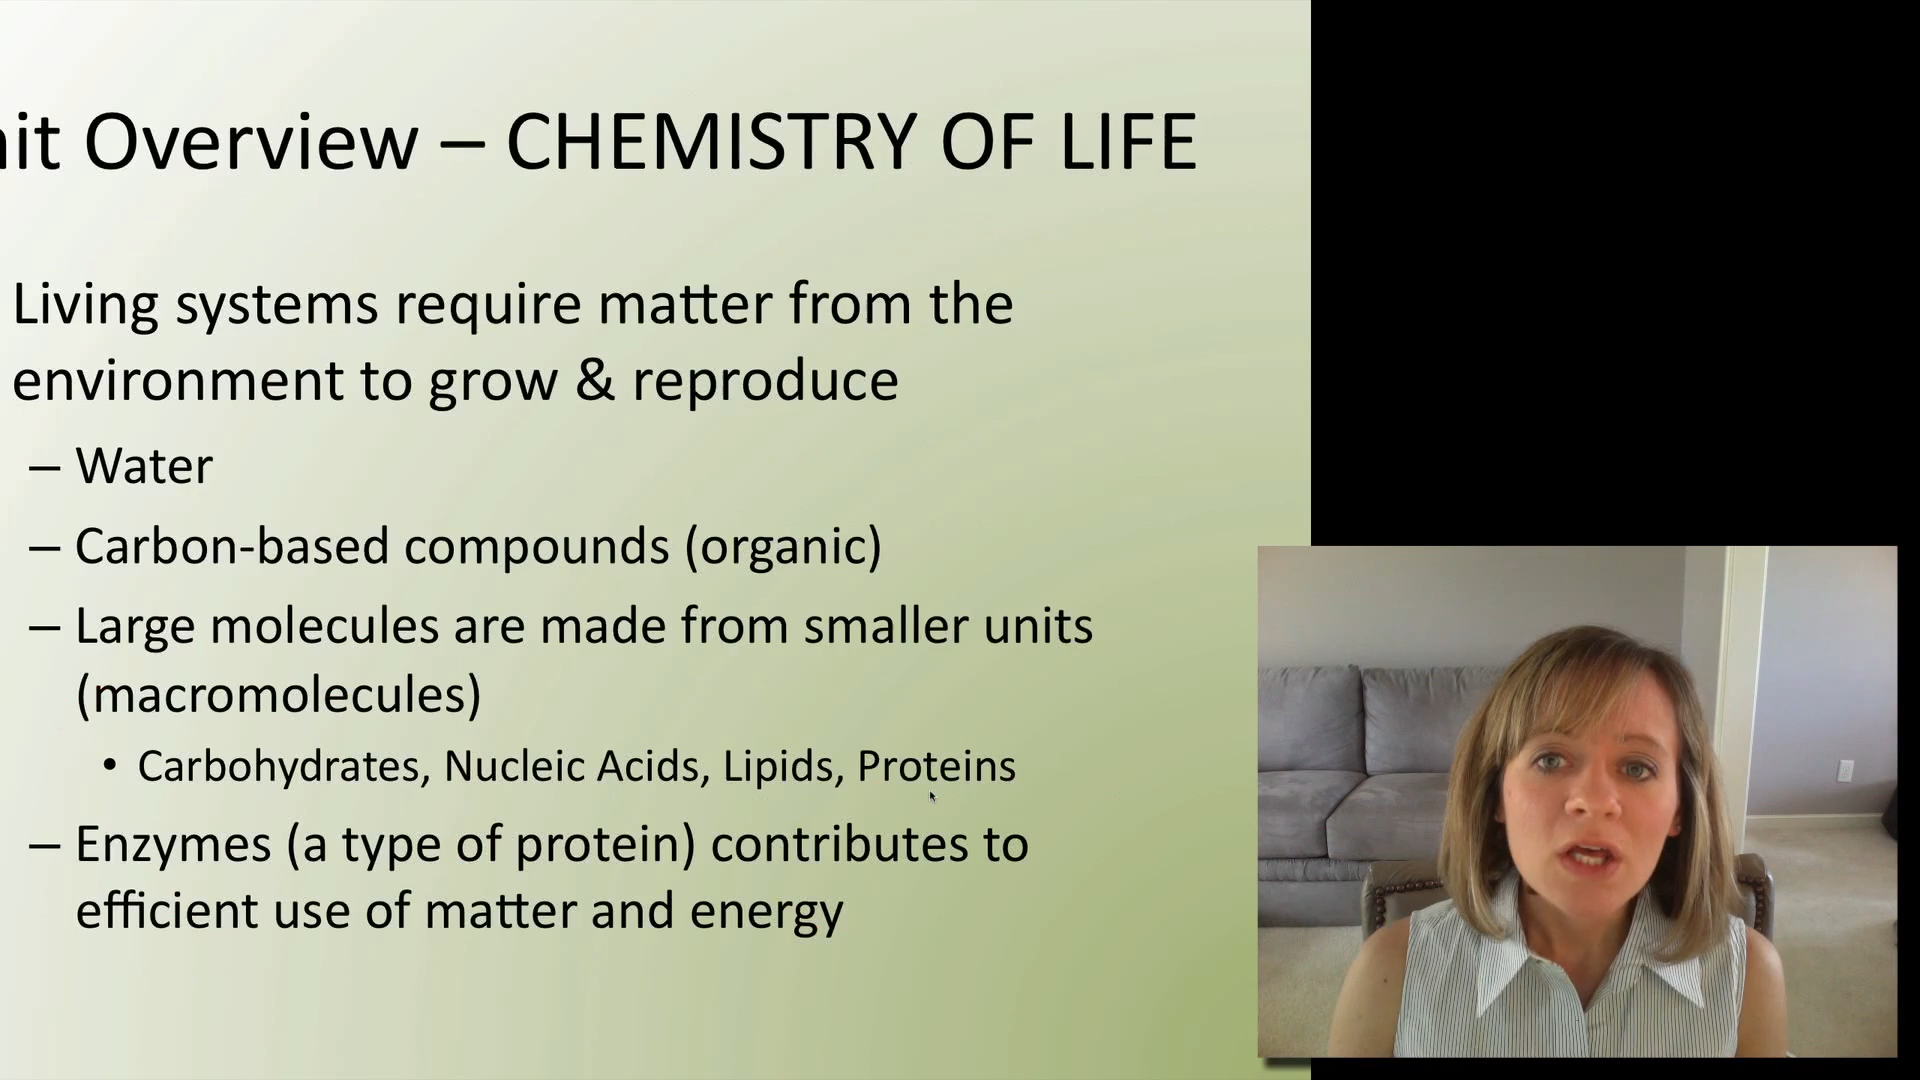 it Overview – CHEMISTRY OF LIFE
Living systems require matter from the
environment to grow & reproduce
– Water
– Carbon-based compounds (organic)
– Large molecules are made from smaller units
(macromolecules)
• Carbohydrates, Nucleic Acids, Lipids, Proteins
– Enzymes (a type of protein) contributes to
efficient use of matter and energy